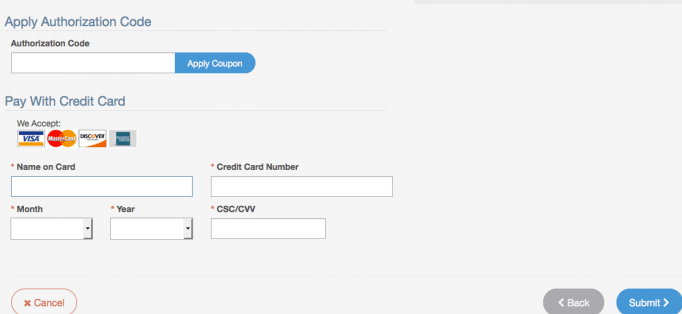 Apply Authorization Code
Authorization Code
Apply Coupon
Pay With Credit Card
We Accept:
VISA MasterCard DISCOVER
* Name on Card * Credit Card Number
* Month * Year * CSC/CVV
✖ Cancel
Back Submit